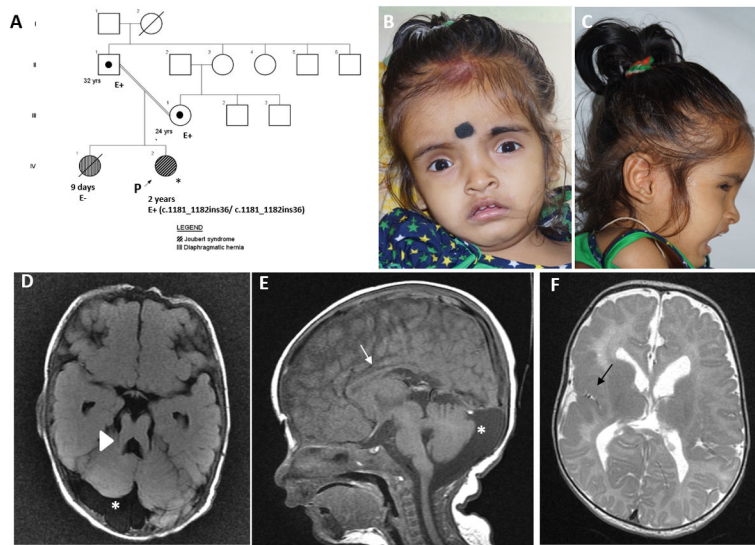 A
B
C
I
1
2
II
1
2
3
4
5
6
32 yrs
E+
III
1
2
3
24 yrs
E+
IV
1
2
9 days
E-
P
*
2 years
E+ (c.1181_1182ins36/ c.1181_1182ins36)
LEGEND
Joubert syndrome
Diaphragmatic hernia
D
*
E
*
F